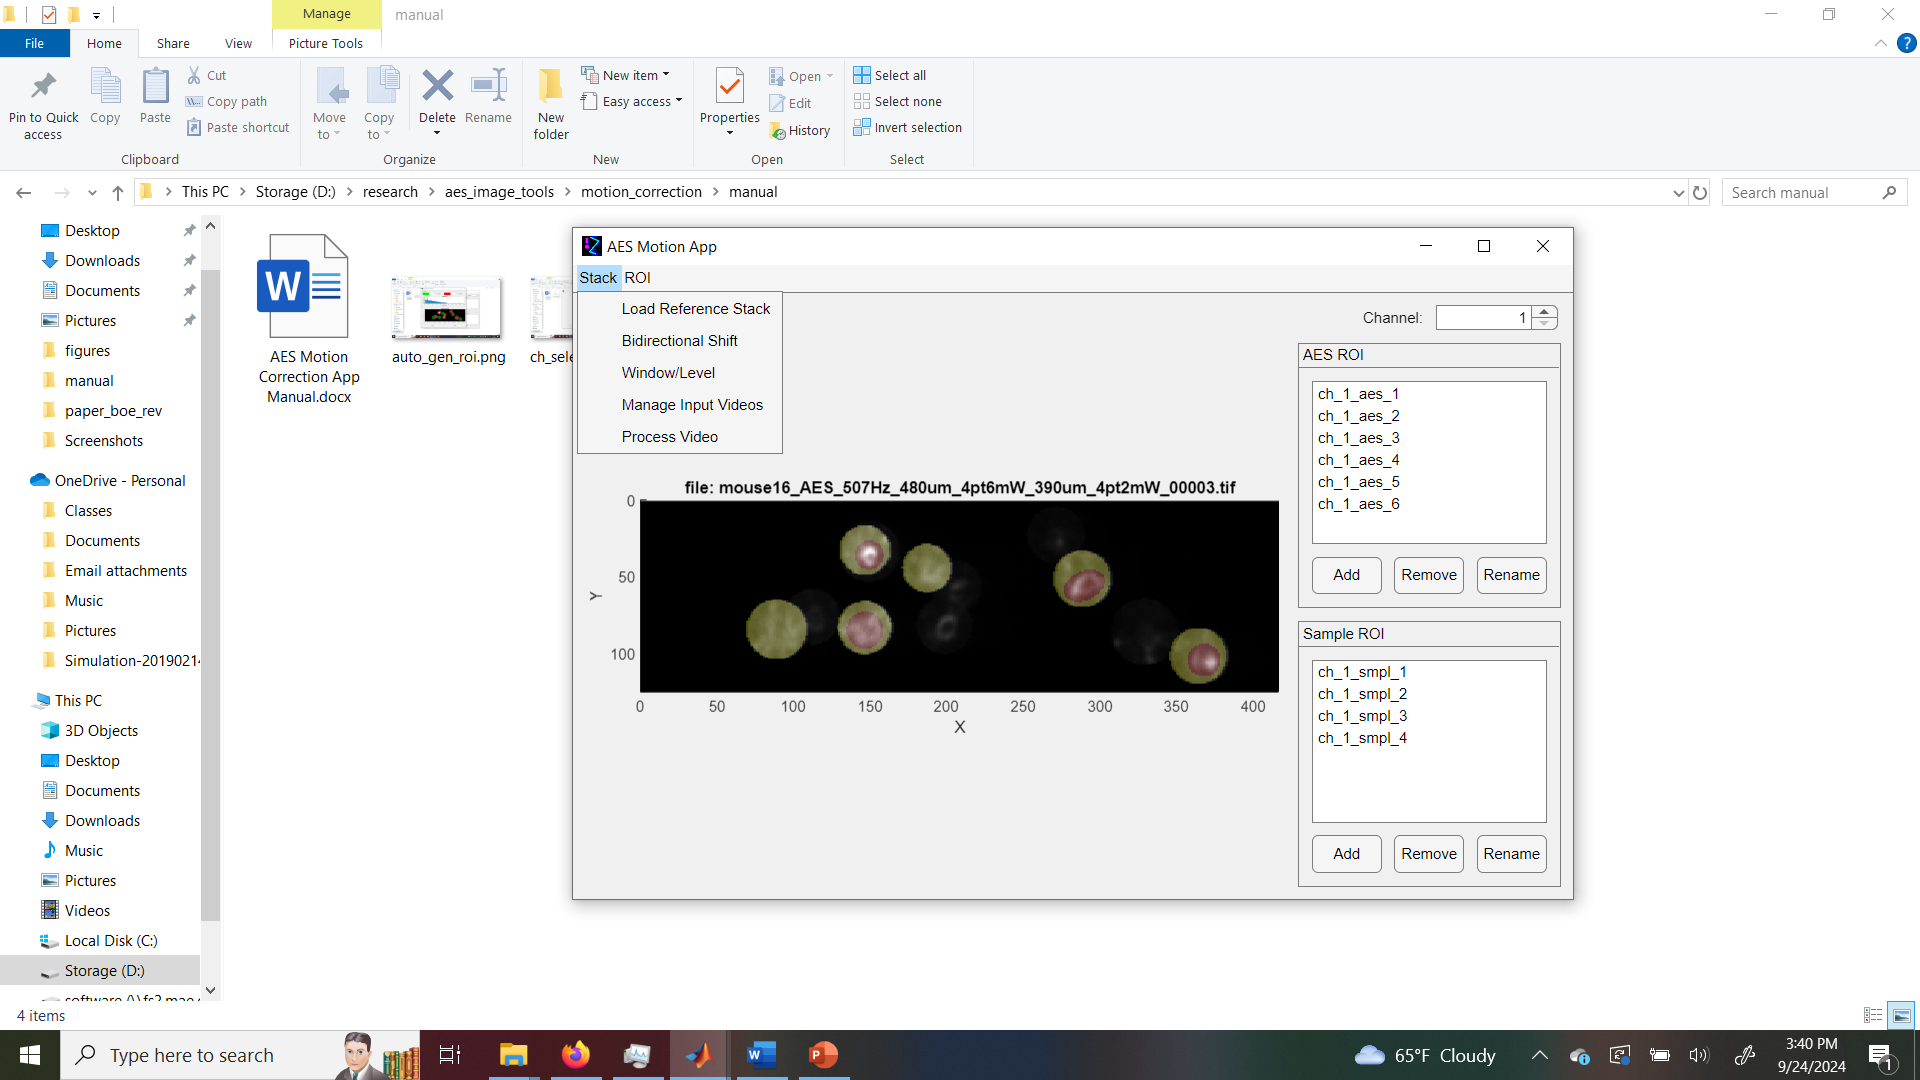 Manage
manual
File
Home
Share
View
Picture Tools
Pin to Quick access
Copy
Paste
Cut
Copy path
Paste shortcut
Clipboard
Move to
Copy to
Delete
Rename
Organize
New folder
New item
Easy access
New
Properties
Open
Edit
History
Open
Select all
Select none
Invert selection
Select
This PC
Storage (D:)
research
aes_image_tools
motion_correction
manual
Search manual
Desktop
Downloads
Documents
Pictures
figures
manual
paper_boe_rev
Screenshots
OneDrive - Personal
Classes
Documents
Email attachments
Music
Pictures
Simulation-2019021
This PC
3D Objects
Desktop
Documents
Downloads
Music
Pictures
Videos
Local Disk (C:)
Storage (D:)
AES Motion
Correction App
Manual.docx
auto_gen_roi.png
ch_sele
AES Motion App
Stack
ROI
Load Reference Stack
Bidirectional Shift
Window/Level
Manage Input Videos
Process Video
Channel:
1
AES ROI
ch_1_aes_1
ch_1_aes_2
ch_1_aes_3
ch_1_aes_4
ch_1_aes_5
ch_1_aes_6
Add
Remove
Rename
file: mouse16_AES_507Hz_480um_4pt6mW_390um_4pt2mW_00003.tif
0
50
100
Y
0
50
100
150
200
250
300
350
400
X
Sample ROI
ch_1_smpl_1
ch_1_smpl_2
ch_1_smpl_3
ch_1_smpl_4
Add
Remove
Rename
4 items
Type here to search
65°F Cloudy
3:40 PM
9/24/2024
1